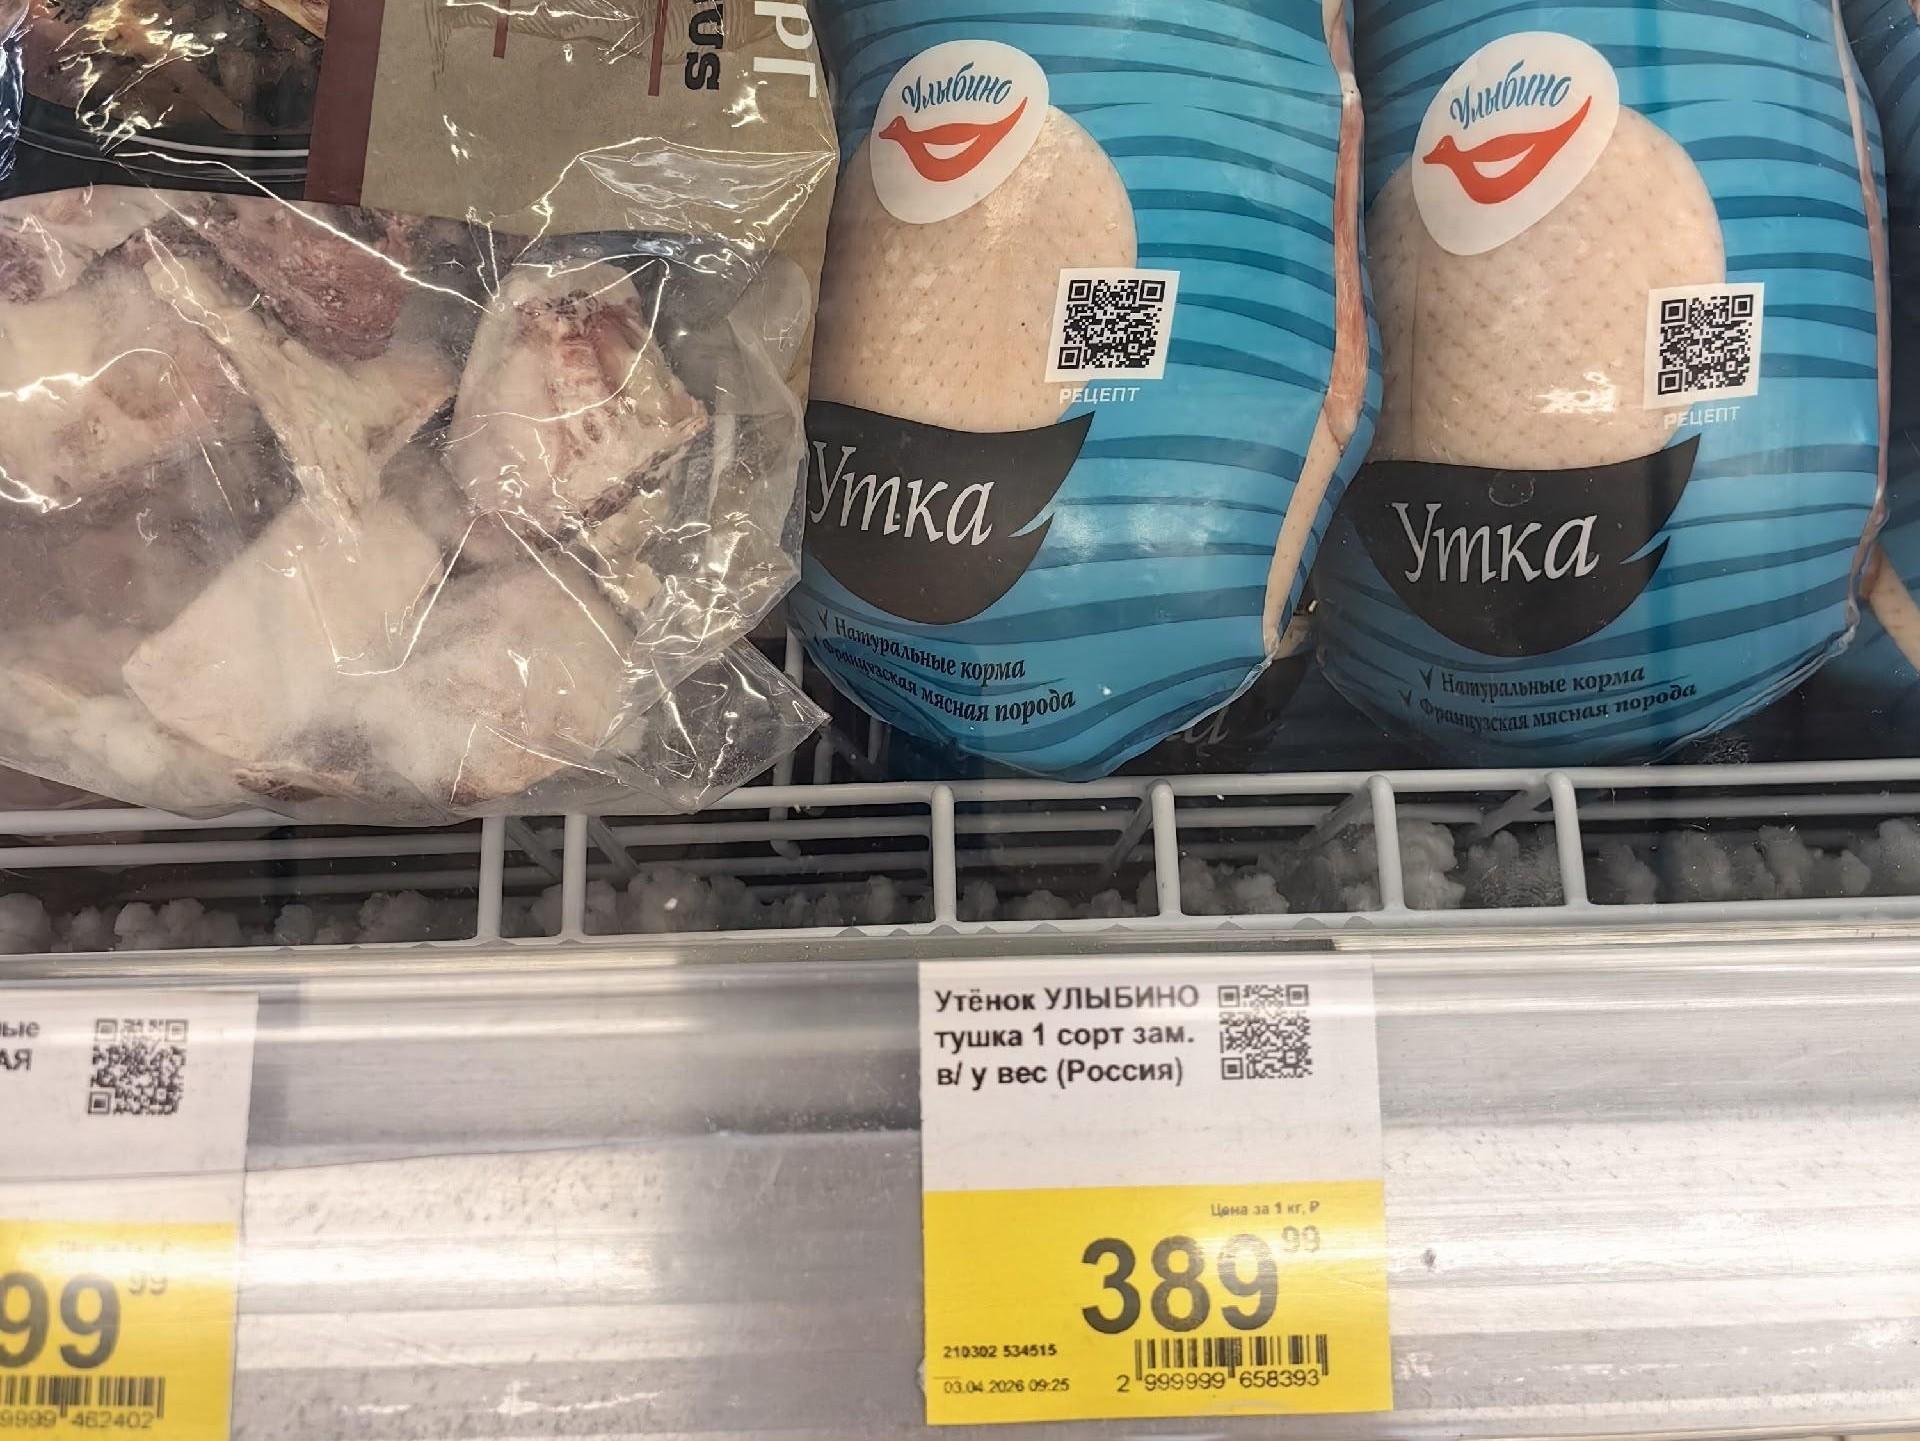 Улыбино
РЕЦЕПТ
Утка
Натуральные корма
Французская мясная порода
Улыбино
РЕЦЕПТ
Утка
Натуральные корма
Французская мясная порода
99 99
462402
Утёнок УЛЫБИНО
тушка 1 сорт зам.
в/ у вес (Россия)
Цена за 1 кг, ₽
389 99
210302 534515
03.04.2026 09:25
2 999999 658393